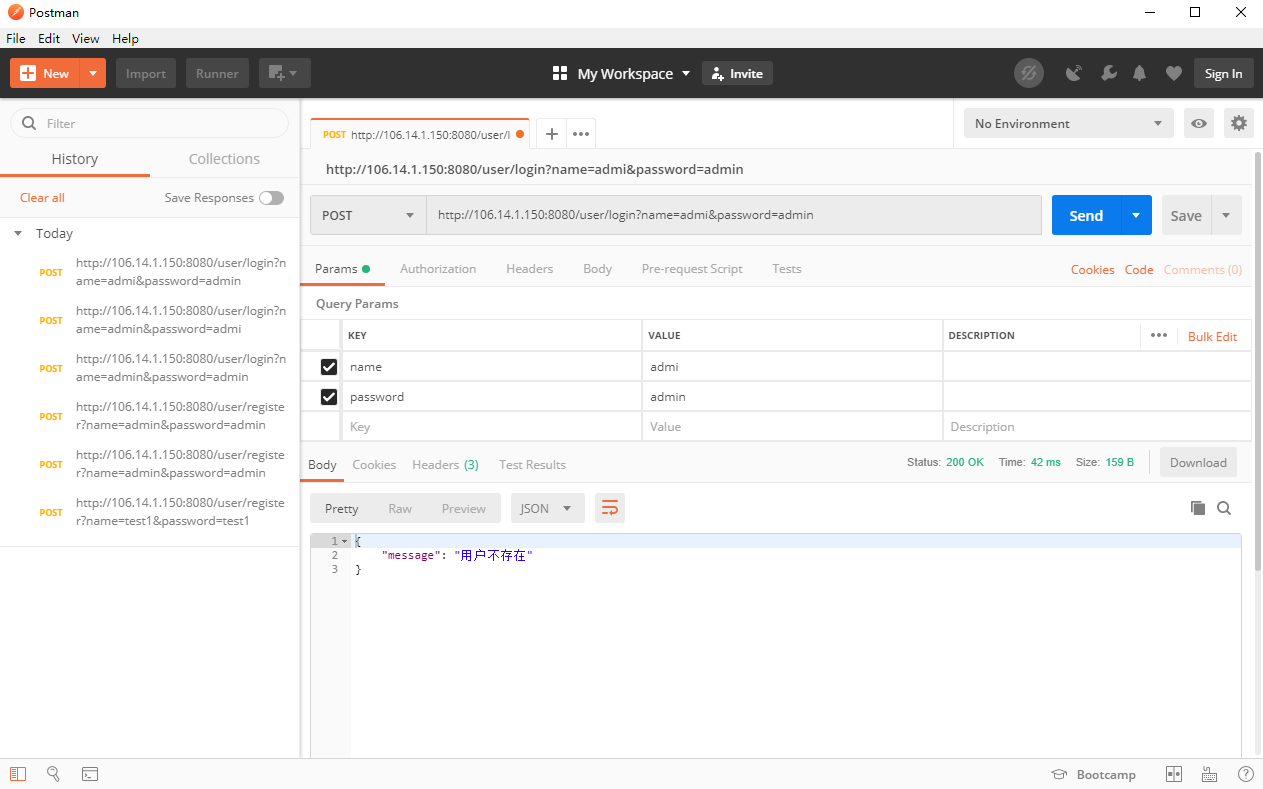 Postman
File Edit View Help
New Import Runner My Workspace Invite Sign In
Filter
History Collections
Clear all Save Responses
Today
POST http://106.14.1.150:8080/user/login?n
ame=admi&password=admin
POST http://106.14.1.150:8080/user/login?n
ame=admin&password=admi
POST http://106.14.1.150:8080/user/login?n
ame=admin&password=admin
POST http://106.14.1.150:8080/user/registe
r?name=admin&password=admin
POST http://106.14.1.150:8080/user/registe
r?name=admin&password=admin
POST http://106.14.1.150:8080/user/registe
r?name=test1&password=test1
POST http://106.14.1.150:8080/user/l
No Environment
http://106.14.1.150:8080/user/login?name=admi&password=admin
POST http://106.14.1.150:8080/user/login?name=admi&password=admin Send Save
Params Authorization Headers Body Pre-request Script Tests Cookies Code Comments (0)
Query Params
KEY VALUE DESCRIPTION Bulk Edit
name admi
password admin
Key Value Description
Body Cookies Headers (3) Test Results Status: 200 OK Time: 42 ms Size: 159 B Download
Pretty Raw Preview JSON
1 {
2 "message": "用户不存在"
3 }
Bootcamp